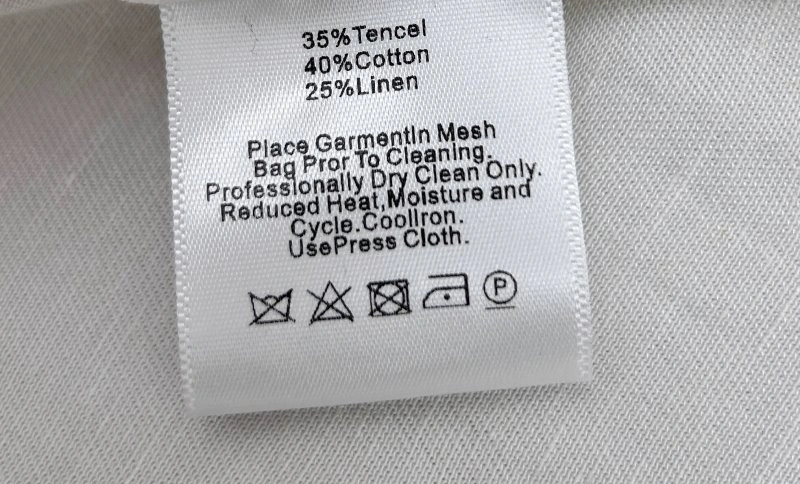 35%Tencel
40%Cotton
25%Linen
Place GarmentIn Mesh
Bag Pror To Cleaning.
Professionally Dry Clean Only.
Reduced Heat,Moisture and
Cycle.CoolIron.
UsePress Cloth.
P